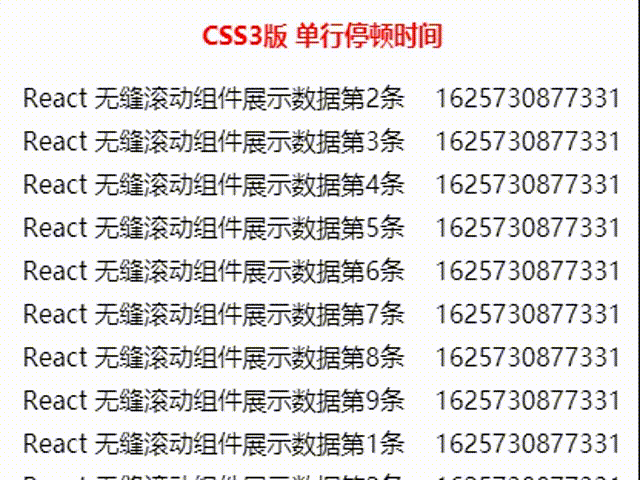 CSS3版 单行停顿时间
React 无缝滚动组件展示数据第2条 1625730877331
React 无缝滚动组件展示数据第3条 1625730877331
React 无缝滚动组件展示数据第4条 1625730877331
React 无缝滚动组件展示数据第5条 1625730877331
React 无缝滚动组件展示数据第6条 1625730877331
React 无缝滚动组件展示数据第7条 1625730877331
React 无缝滚动组件展示数据第8条 1625730877331
React 无缝滚动组件展示数据第9条 1625730877331
React 无缝滚动组件展示数据第1条 1625730877331